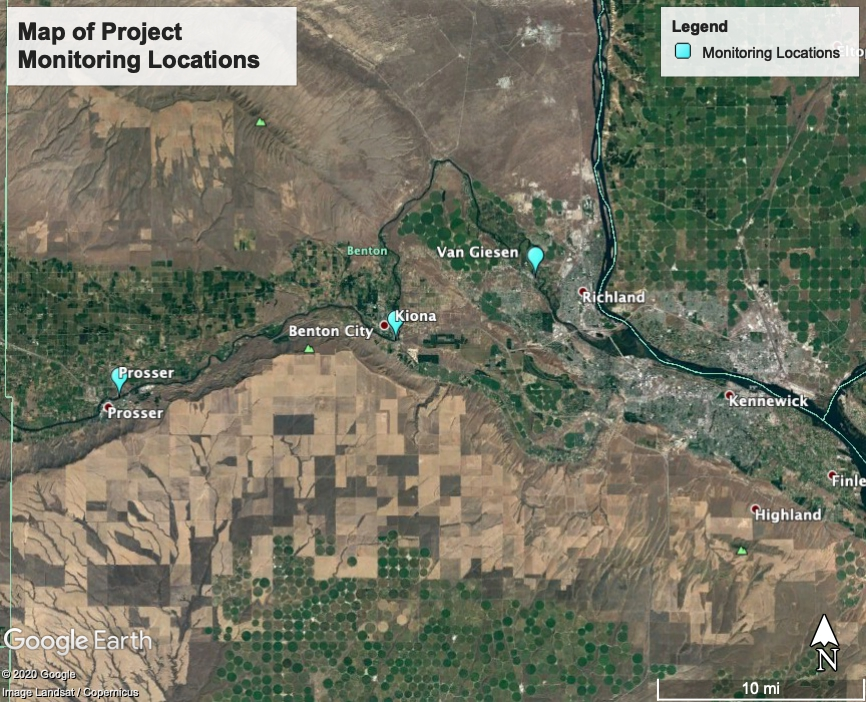 Map of Project
Monitoring Locations
Legend
Monitoring Locations
Benton
Van Giesen
Richland
Kiona
Benton City
Prosser
Prosser
Kennewick
Finle
Highland
Google Earth
N
© 2020 Google
Image Landsat / Copernicus
10 mi